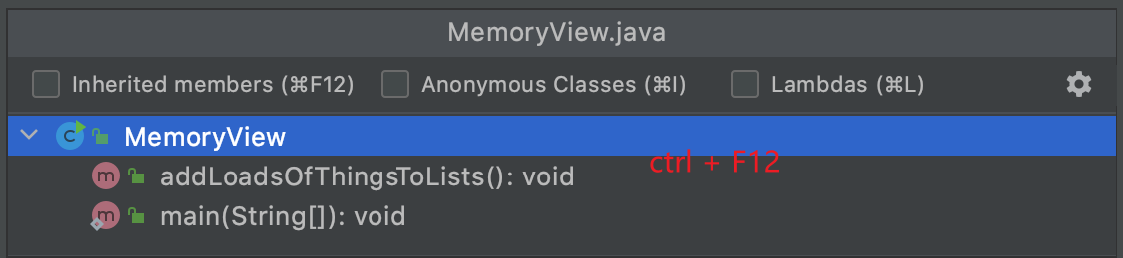 MemoryView.java
Inherited members (⌘F12) Anonymous Classes (⌘I) Lambdas (⌘L)
C MemoryView
ctrl + F12
m addLoadsOfThingsToLists(): void
m main(String[]): void